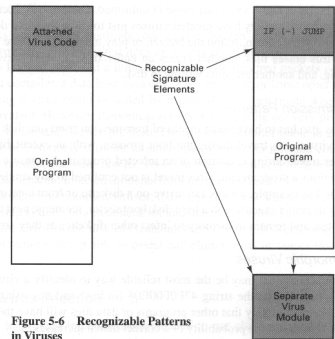 Attached
Virus Code
IF (-) JUMP
Recognizable
Signature
Elements
Original
Program
Original
Program
Separate
Virus
Module
Figure 5-6 Recognizable Patterns
in Viruses